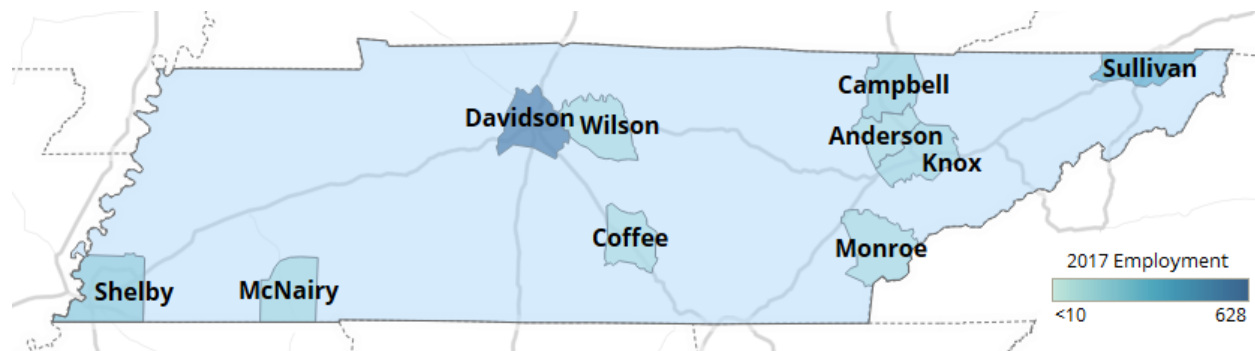 Sullivan
Campbell
Davidson
Wilson
Anderson
Knox
Coffee
Monroe
Shelby
McNairy
2017 Employment
<10
628